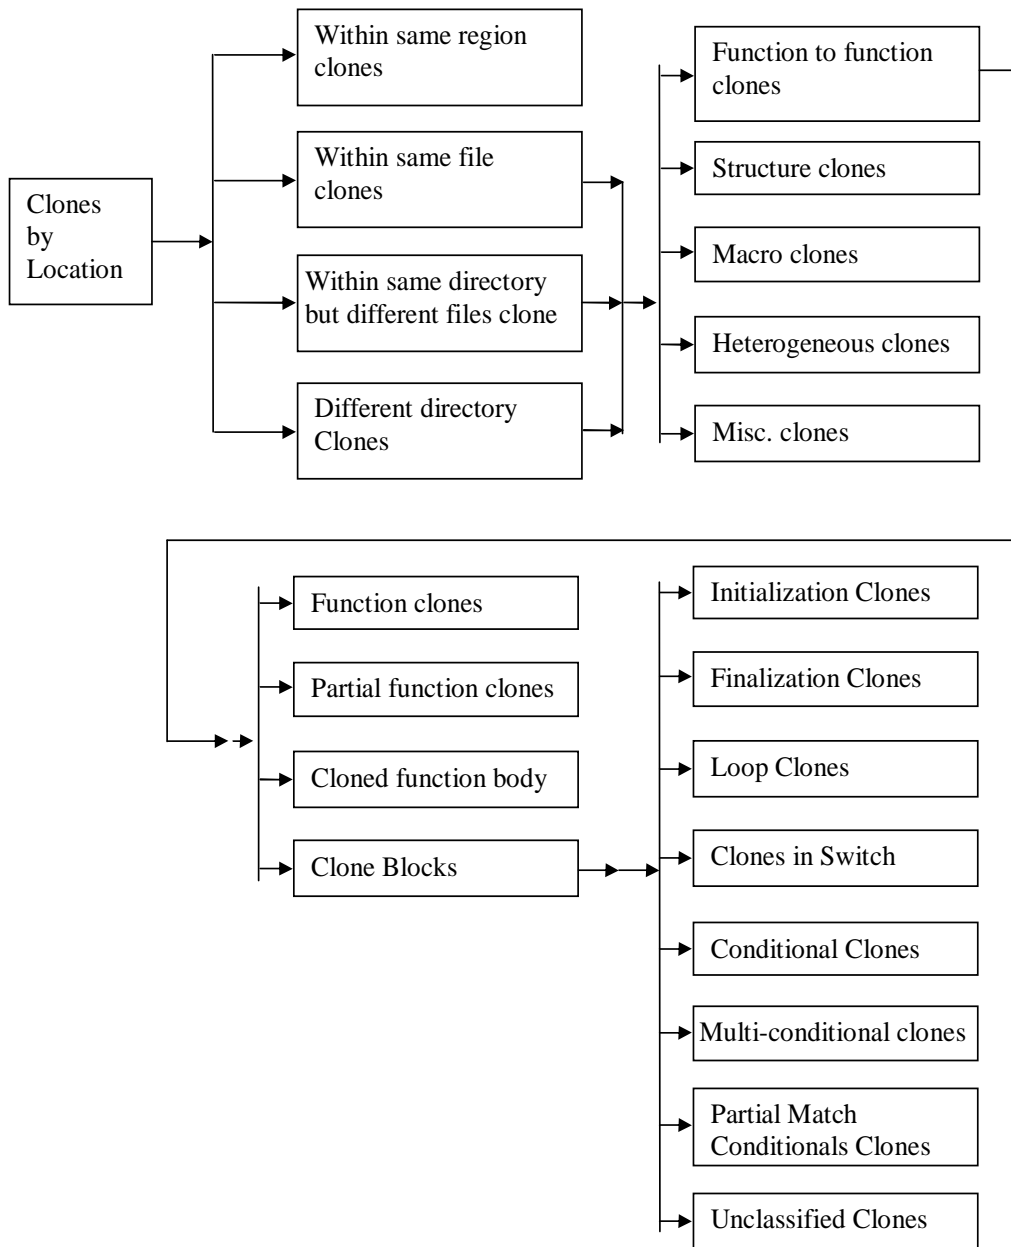 Clones
by
Location
Within same region
clones
Within same file
clones
Within same directory
but different files clone
Different directory
Clones
Function to function
clones
Structure clones
Macro clones
Heterogeneous clones
Misc. clones
Function clones
Partial function clones
Cloned function body
Clone Blocks
Initialization Clones
Finalization Clones
Loop Clones
Clones in Switch
Conditional Clones
Multi-conditional clones
Partial Match
Conditionals Clones
Unclassified Clones